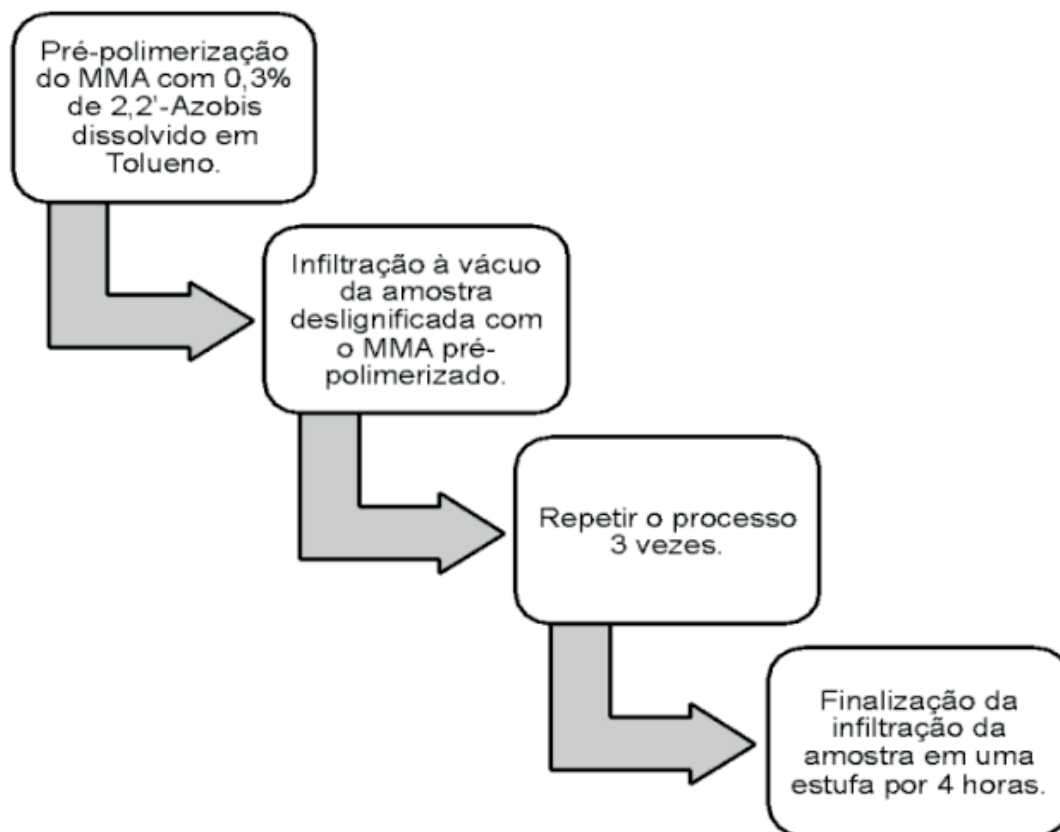 Pré-polimerização
do MMA com 0,3%
de 2,2'-Azobis
dissolvido em
Tolueno.
Infiltração à vácuo
da amostra
deslignificada com
o MMA pré-
polimerizado.
Repetir o processo
3 vezes.
Finalização da
infiltração da
amostra em uma
estufa por 4 horas.